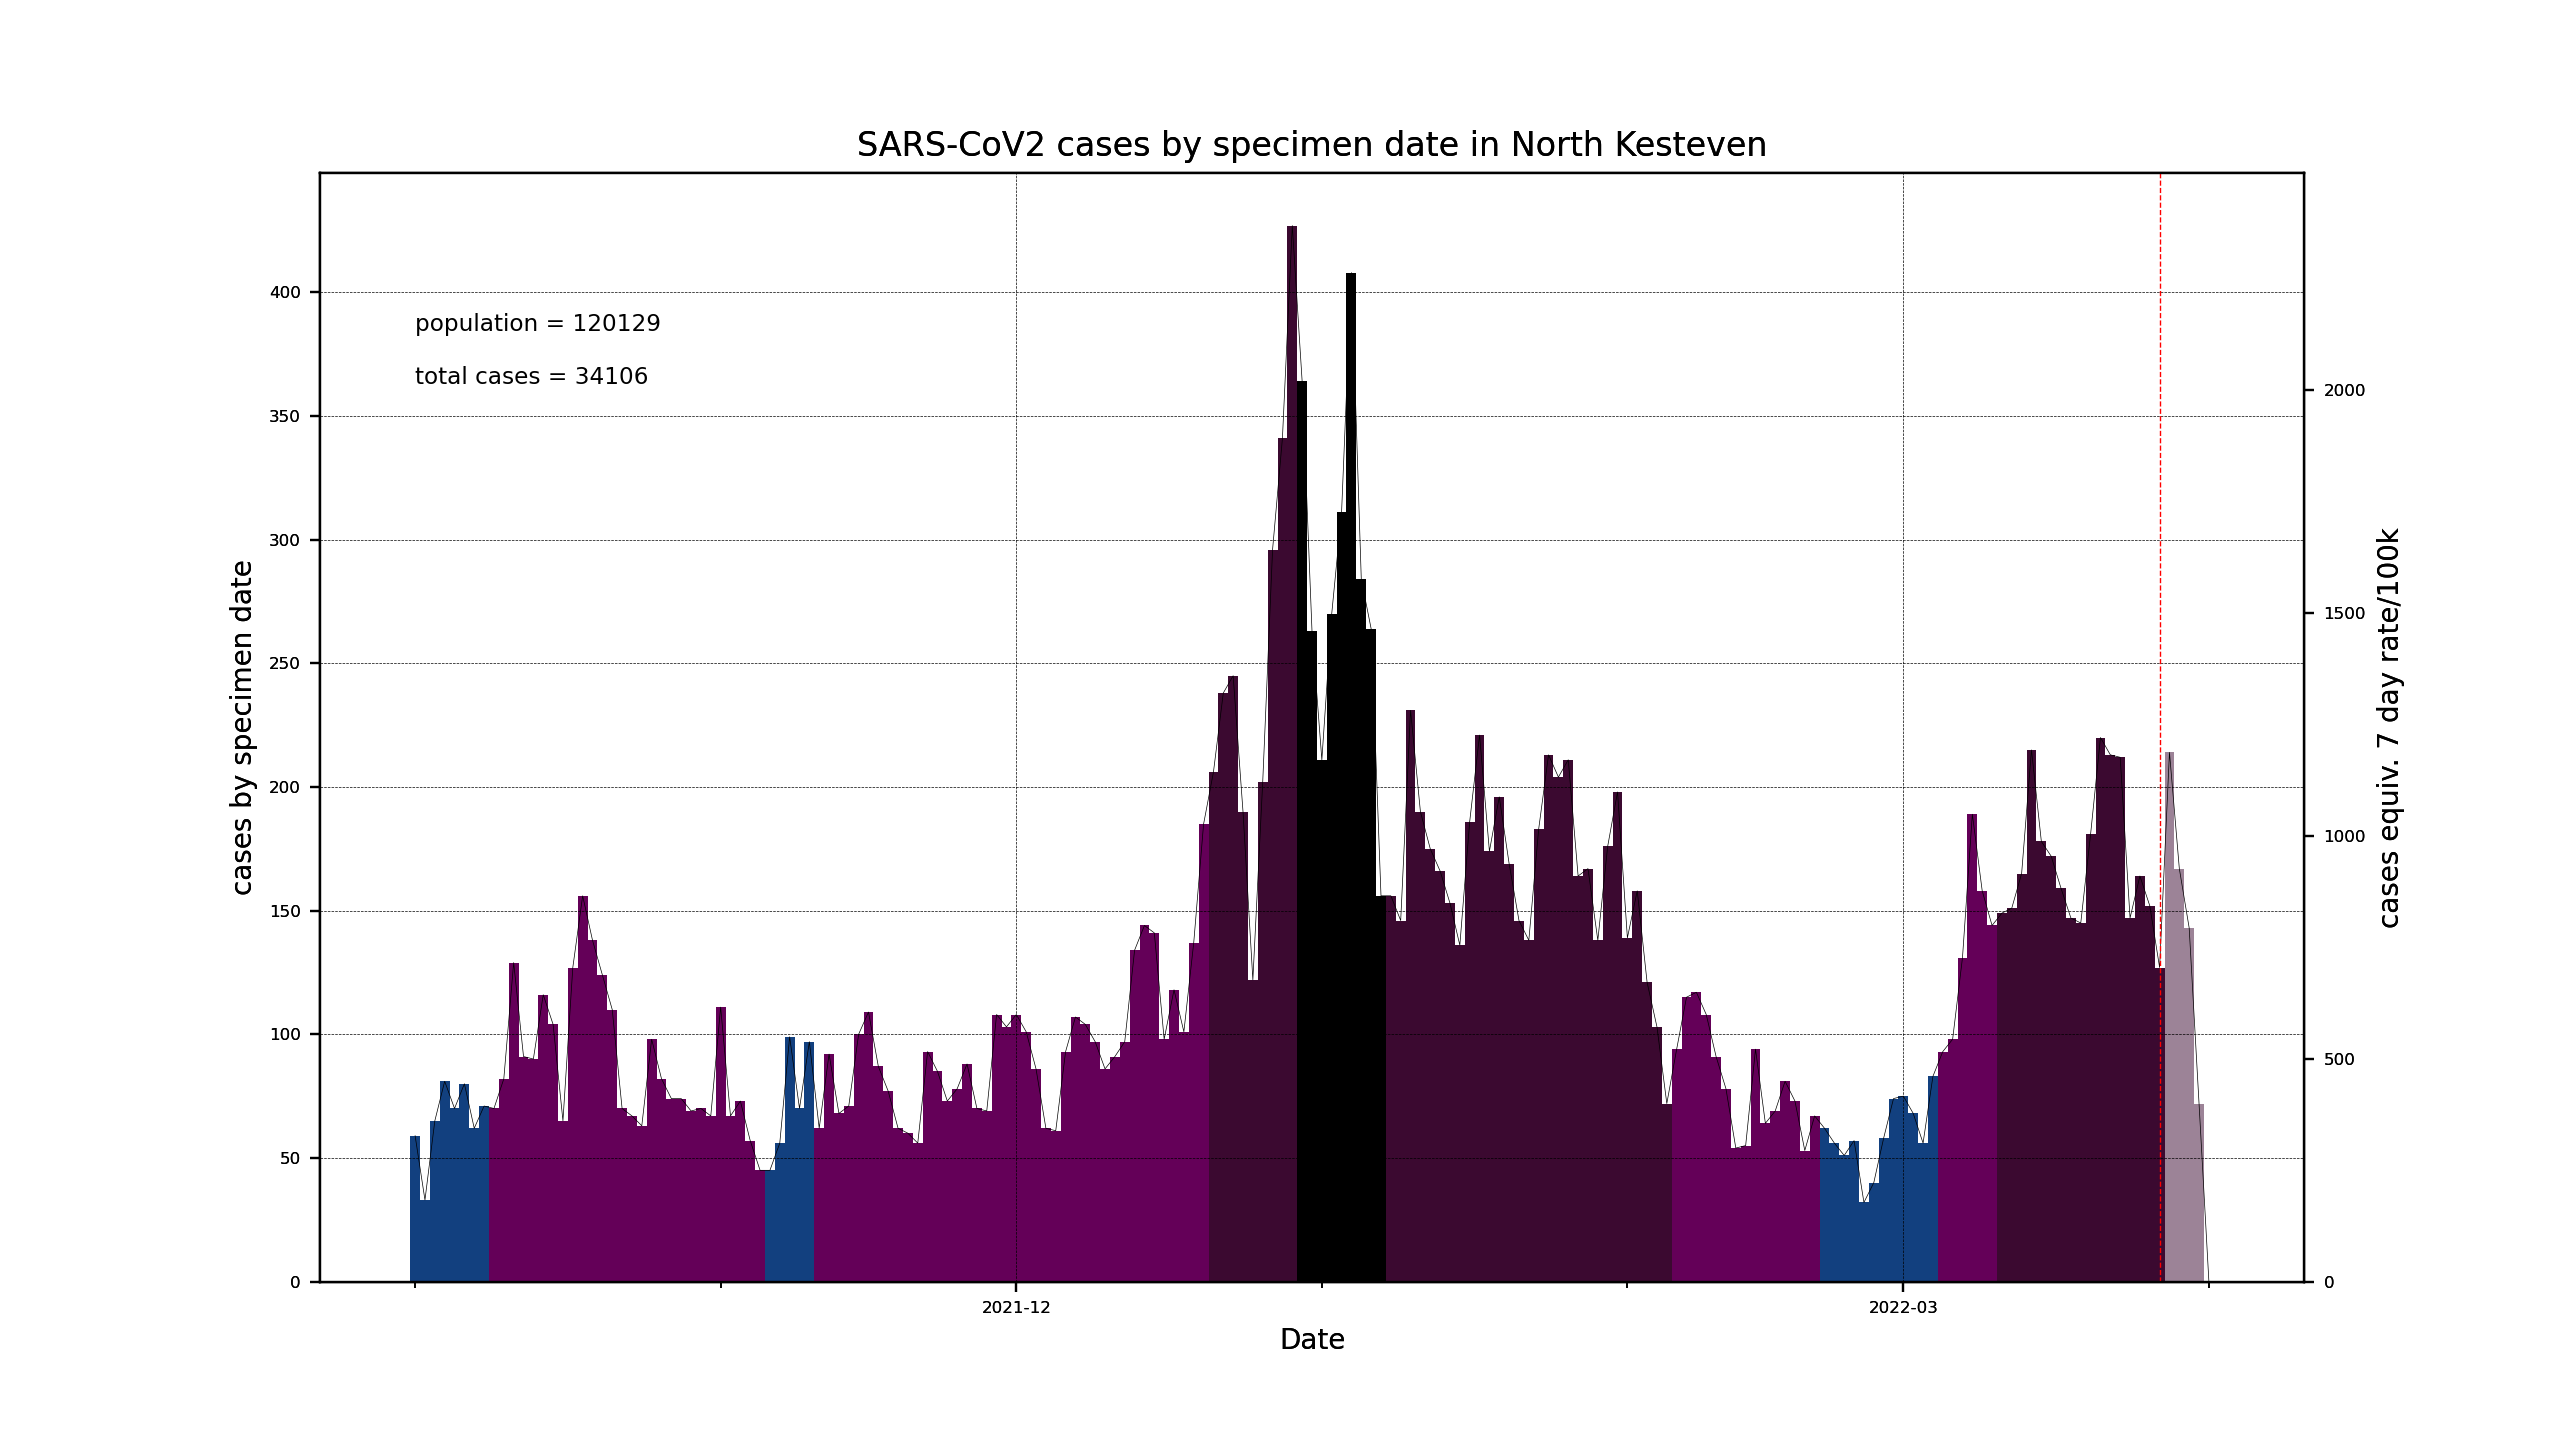 SARS-CoV2 cases by specimen date in North Kesteven
population = 120129
total cases = 34106
cases by specimen date
400
350
300
250
200
150
100
50
0
2000
1500
1000
500
0
cases equiv. 7 day rate/100k
2021-12
2022-03
Date